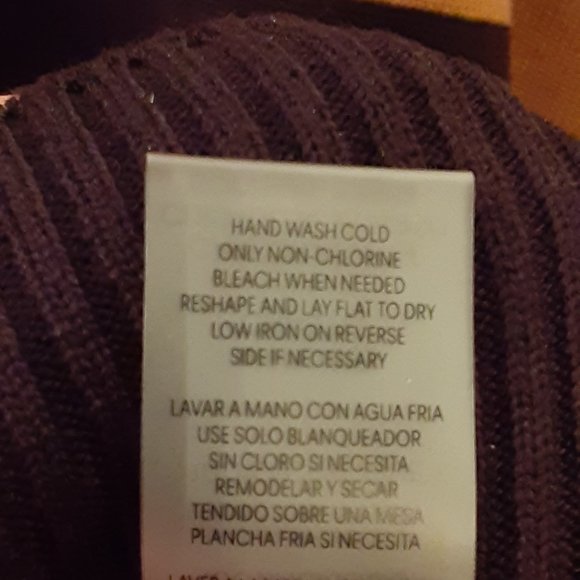 HAND WASH COLD
ONLY NON-CHLORINE
BLEACH WHEN NEEDED
RESHAPE AND LAY FLAT TO DRY
LOW IRON ON REVERSE
SIDE IF NECESSARY
LAVAR A MANO CON AGUA FRIA
USE SOLO BLANQUEADOR
SIN CLORO SI NECESITA
REMODELAR Y SECAR
TENDIDO SOBRE UNA MESA
PLANCHA FRIA SI NECESITA